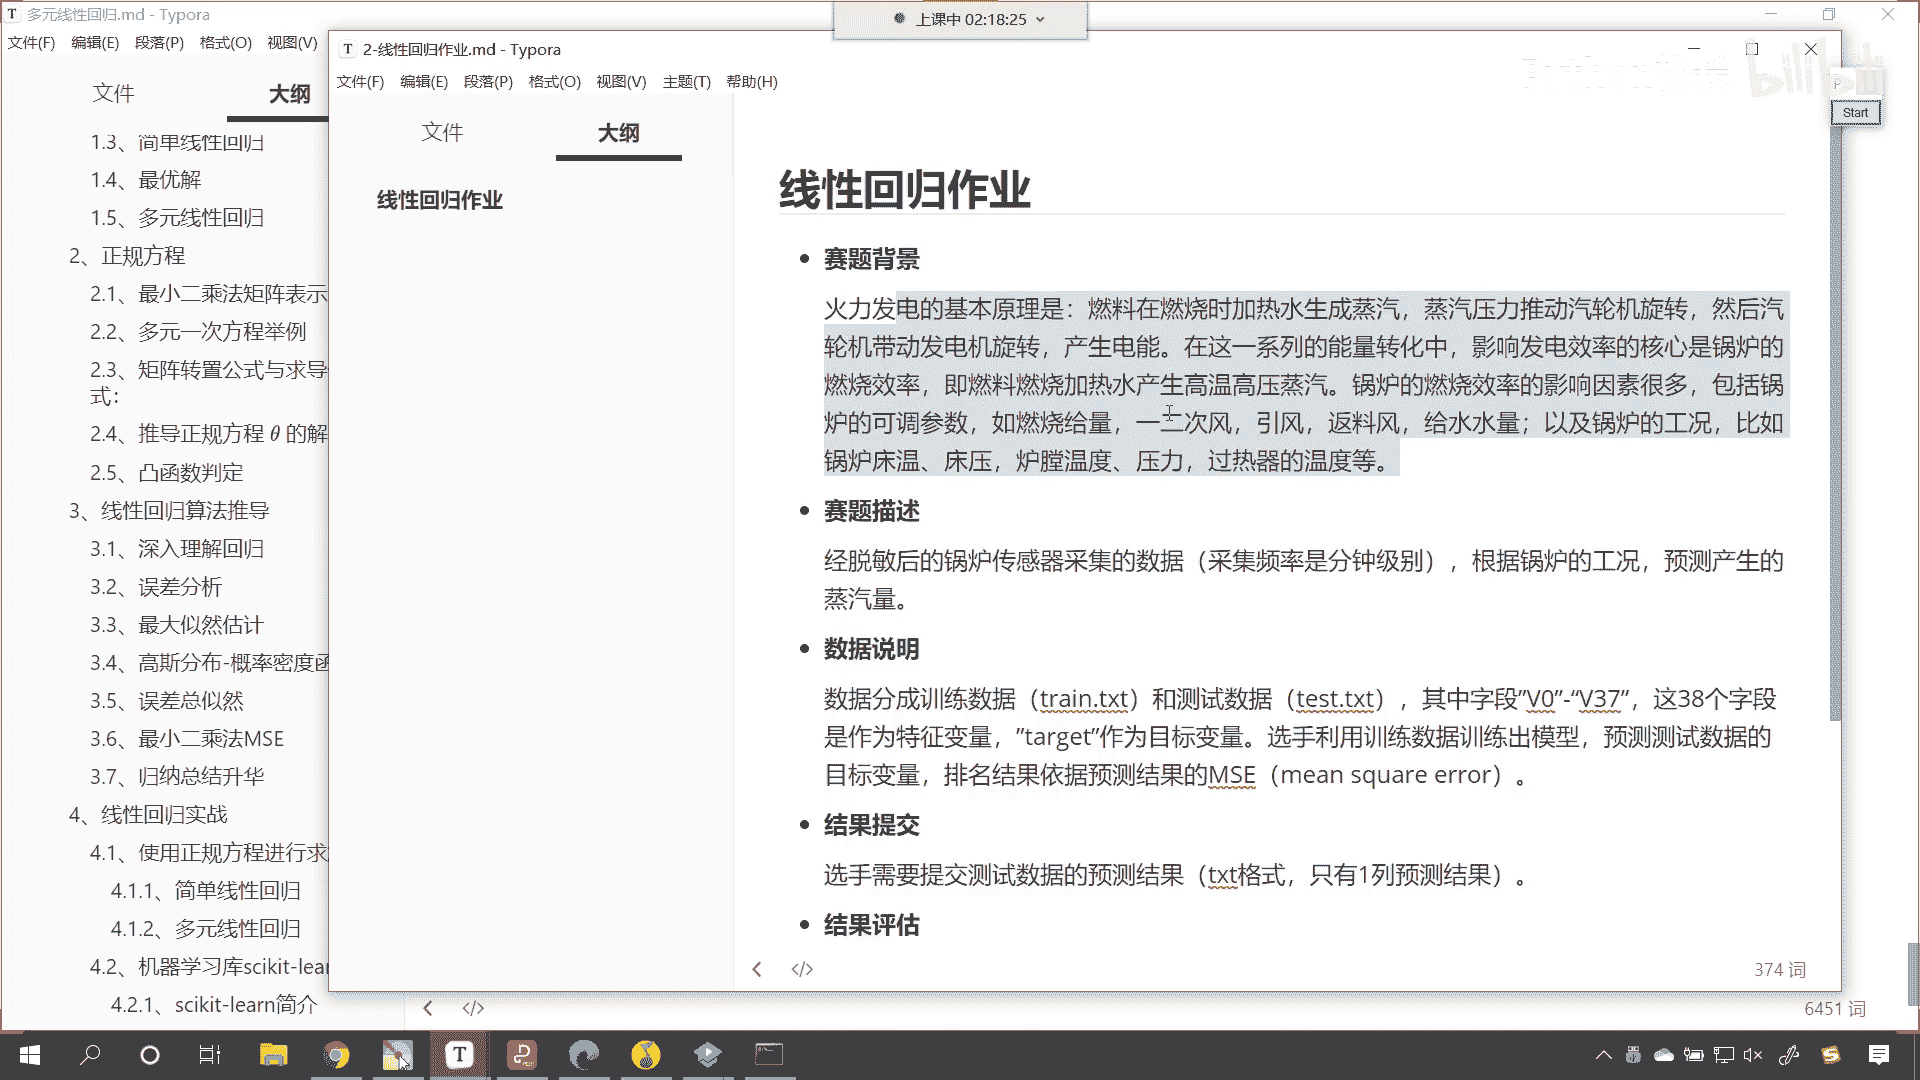 多元线性回归.md - Typora
上课中 02:18:25
文件(F) 编辑(E) 段落(P) 格式(O) 视图(V)
文件 大纲
1.3、简单线性回归
1.4、最优解
1.5、多元线性回归
2、正规方程
2.1、最小二乘法矩阵表示
2.2、多元一次方程举例
2.3、矩阵转置公式与求导
式：
2.4、推导正规方程 θ 的解
2.5、凸函数判定
3、线性回归算法推导
3.1、深入理解回归
3.2、误差分析
3.3、最大似然估计
3.4、高斯分布-概率密度函
3.5、误差总似然
3.6、最小二乘法MSE
3.7、归纳总结升华
4、线性回归实战
4.1、使用正规方程进行求
4.1.1、简单线性回归
4.1.2、多元线性回归
4.2、机器学习库scikit-lear
4.2.1、scikit-learn简介
6451 词
2-线性回归作业.md - Typora
文件(F) 编辑(E) 段落(P) 格式(O) 视图(V) 主题(T) 帮助(H)
文件 大纲
线性回归作业
线性回归作业
赛题背景
火力发电的基本原理是：燃料在燃烧时加热水生成蒸汽，蒸汽压力推动汽轮机旋转，然后汽
轮机带动发电机旋转，产生电能。在这一系列的能量转化中，影响发电效率的核心是锅炉的
燃烧效率，即燃料燃烧加热水产生高温高压蒸汽。锅炉的燃烧效率的影响因素很多，包括锅
炉的可调参数，如燃烧给量，一二次风，引风，返料风，给水水量；以及锅炉的工况，比如
锅炉床温、床压，炉膛温度、压力，过热器的温度等。
赛题描述
经脱敏后的锅炉传感器采集的数据（采集频率是分钟级别），根据锅炉的工况，预测产生的
蒸汽量。
数据说明
数据分成训练数据（train.txt）和测试数据（test.txt），其中字段”V0”-“V37”，这38个字段
是作为特征变量，”target”作为目标变量。选手利用训练数据训练出模型，预测测试数据的
目标变量，排名结果依据预测结果的MSE（mean square error）。
结果提交
选手需要提交测试数据的预测结果（txt格式，只有1列预测结果）。
结果评估
374 词
bilibili
Start